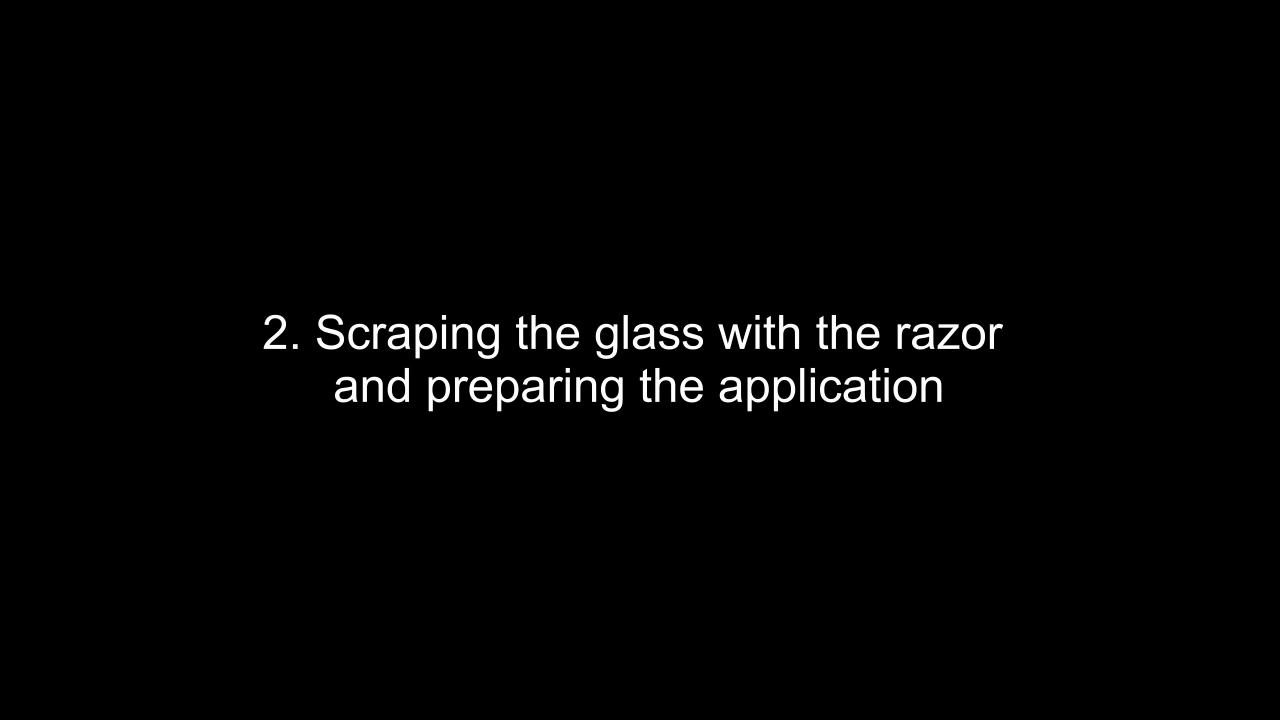 2. Scraping the glass with the razor
and preparing the application